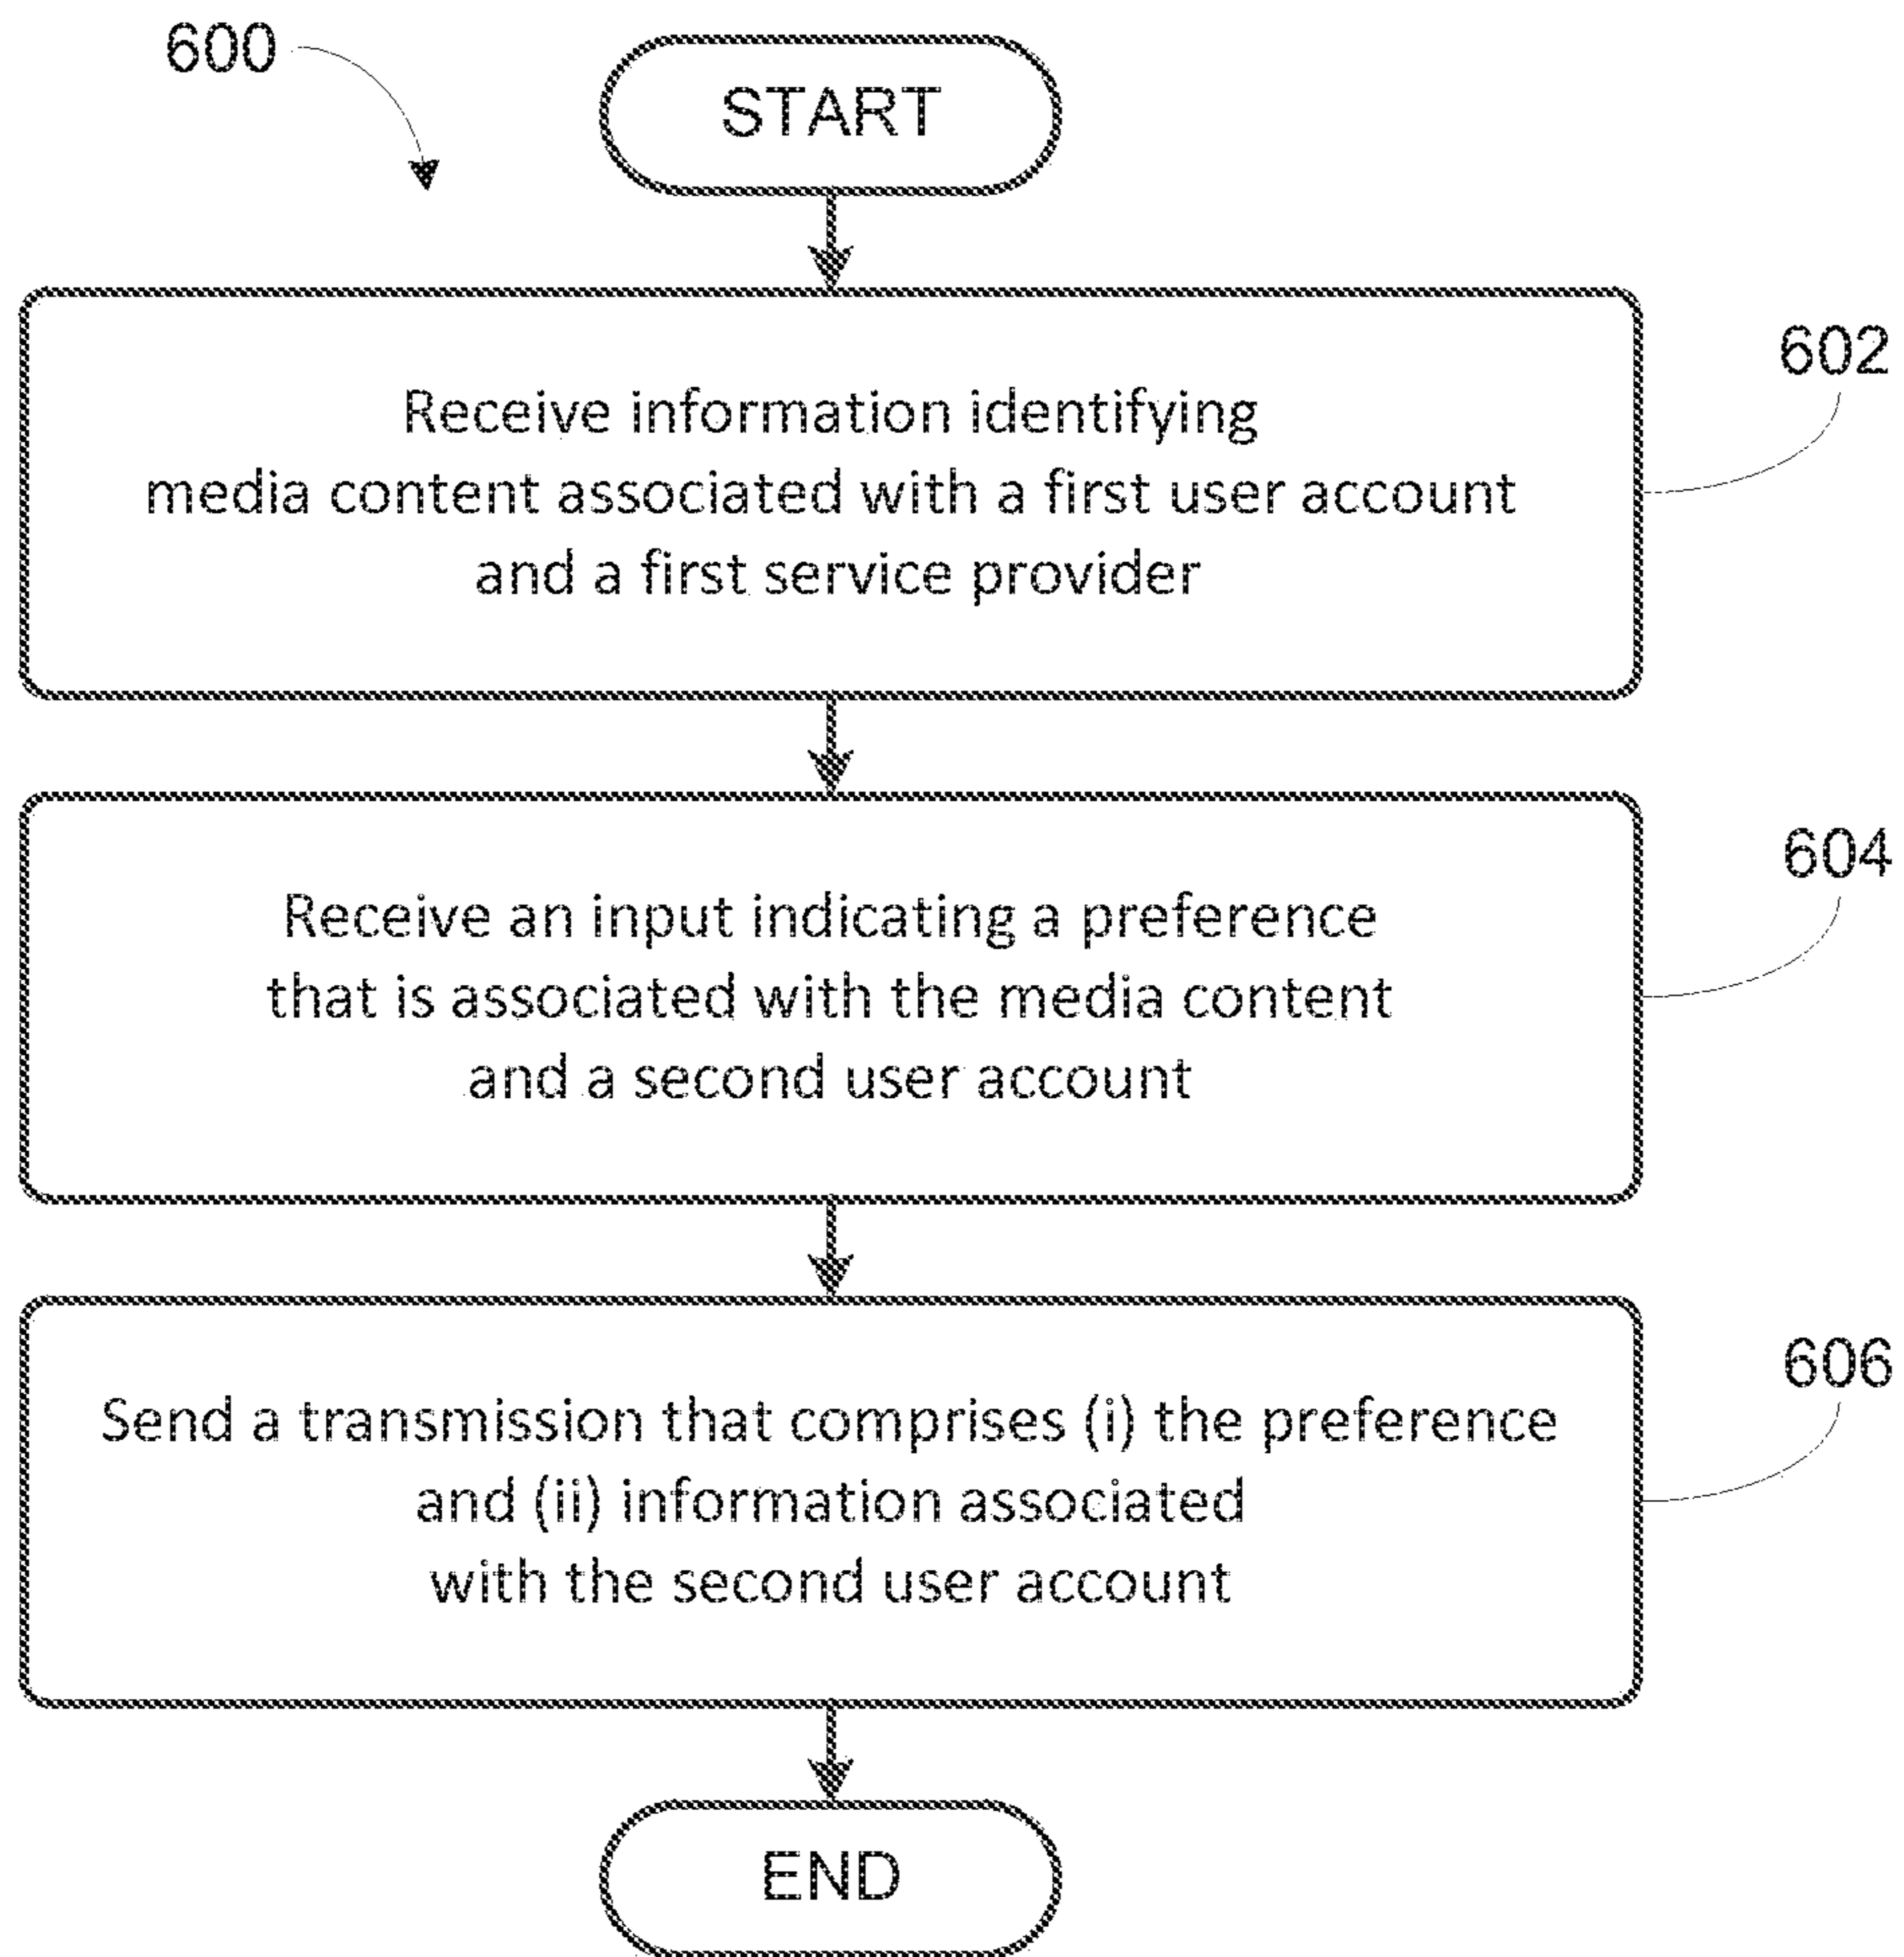 600
START
Receive information identifying
media content associated with a first user account
and a first service provider
602
Receive an input indicating a preference
that is associated with the media content
and a second user account
604
Send a transmission that comprises (i) the preference
and (ii) information associated
with the second user account
606
END